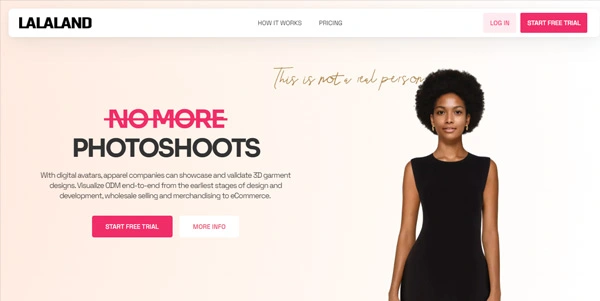 LALALAND
HOW IT WORKS
PRICING
LOG IN
START FREE TRIAL
This is not a real person
NO MORE
PHOTOSHOOTS
With digital avatars, apparel companies can showcase and validate 3D garment
designs. Visualize ODM end-to-end from the earliest stages of design and
development, wholesale selling and merchandising to eCommerce.
START FREE TRIAL
MORE INFO